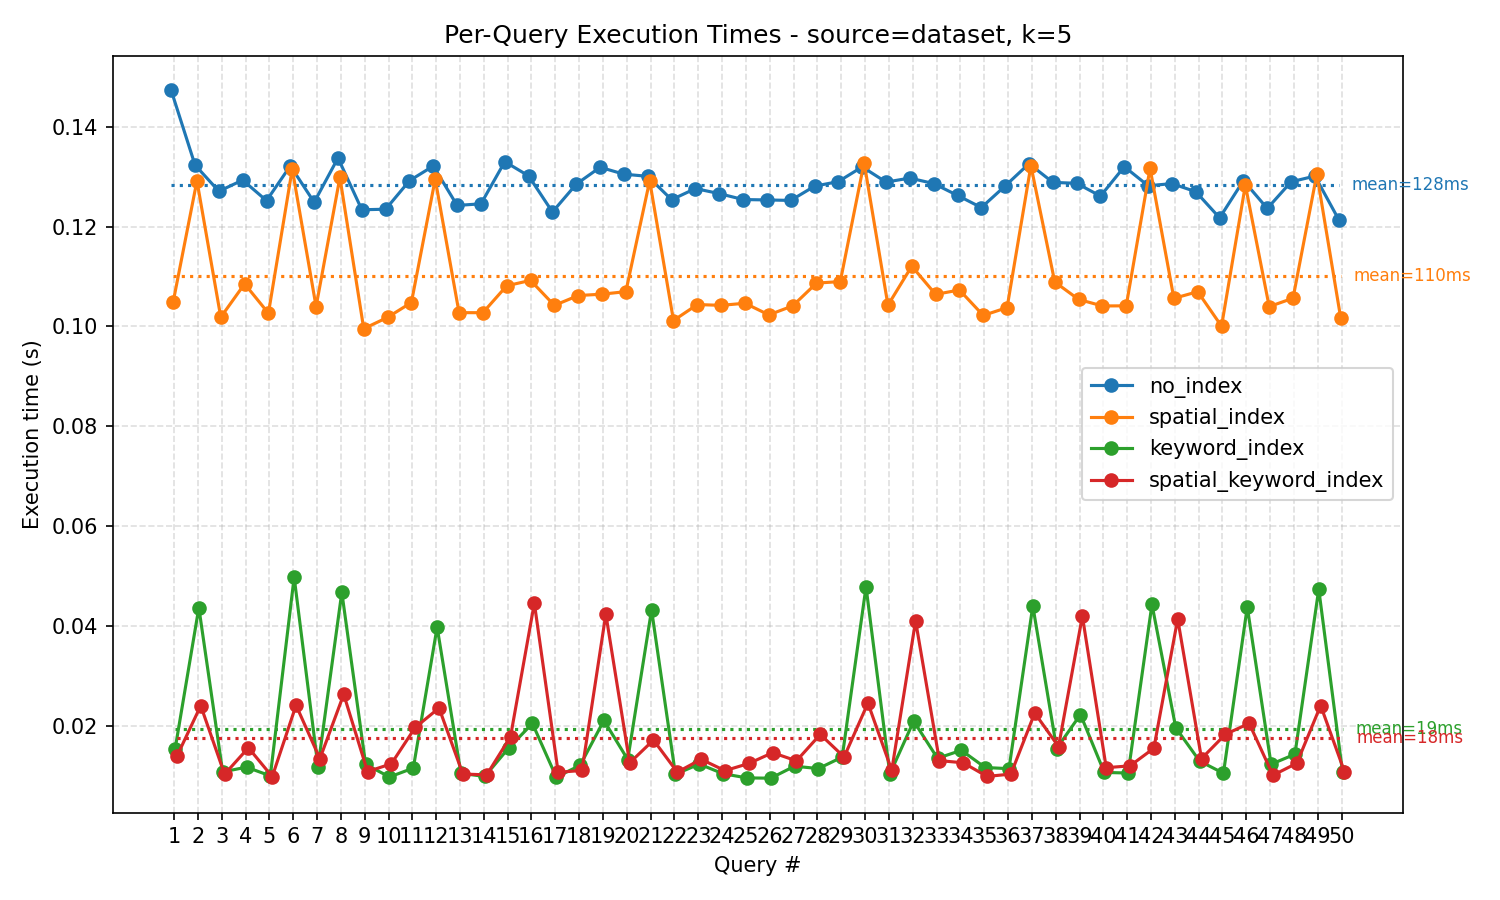 Per-Query Execution Times - source=dataset, k=5
Execution time (s)
0.14
0.12
0.10
0.08
0.06
0.04
0.02
mean=128ms
mean=110ms
no_index
spatial_index
keyword_index
spatial_keyword_index
mean=19ms
mean=18ms
1 2 3 4 5 6 7 8 9 10 11 12 13 14 15 16 17 18 19 20 21 22 23 24 25 26 27 28 29 30 31 32 33 34 35 36 37 38 39 40 41 42 43 44 45 46 47 48 49 50
Query #